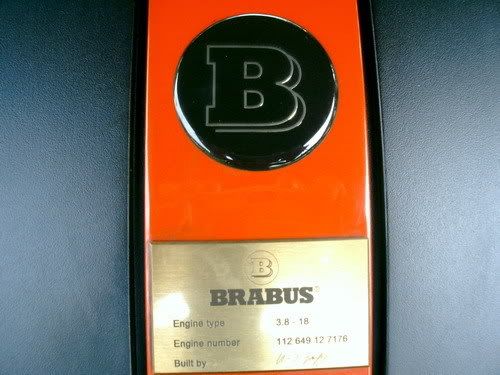 B
B
BRABUS
Engine type 3.8 - 18
Engine number 112 649 12 7176
Built by